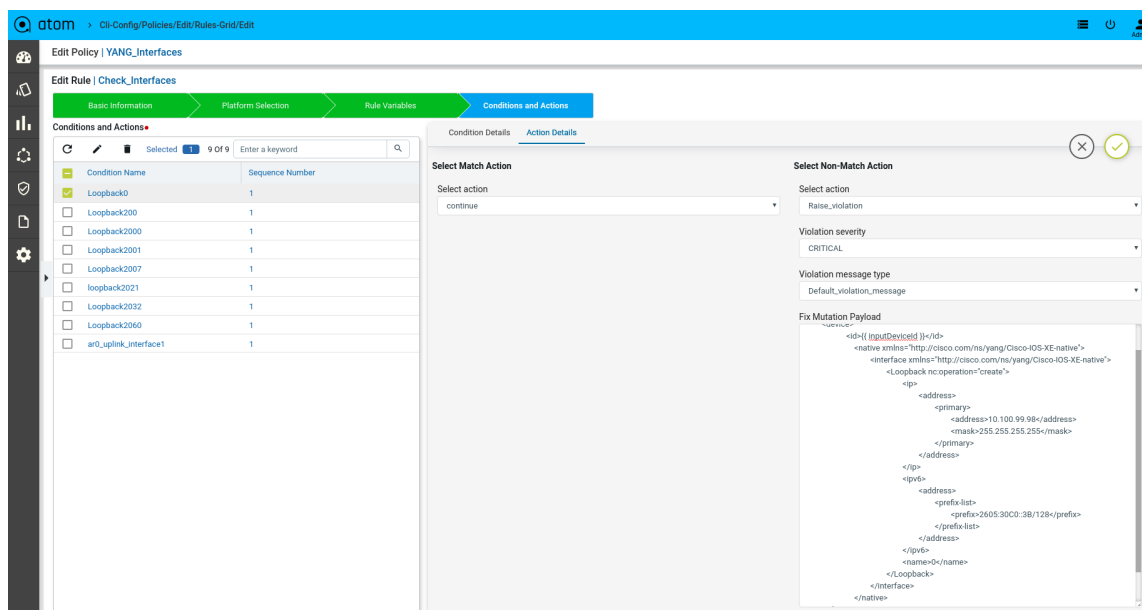 atom > Cli-Config/Policies/Edit/Rules-Grid/Edit
Edit Policy | YANG_Interfaces
Edit Rule | Check_Interfaces
Basic Information Platform Selection Rule Variables Conditions and Actions
Conditions and Actions
Selected 1 9 Of 9 Enter a keyword
Condition Name Sequence Number
Loopback0 1
Loopback200 1
Loopback2000 1
Loopback2001 1
Loopback2007 1
loopback2021 1
Loopback2032 1
Loopback2060 1
ar0_uplink_interface1 1
Condition Details Action Details
Select Match Action
Select action
continue
Select Non-Match Action
Select action
Raise_violation
Violation severity
CRITICAL
Violation message type
Default_violation_message
Fix Mutation Payload
<device>
<id>{{ inputDeviceId }}</id>
<native xmlns="http://cisco.com/ns/yang/Cisco-IOS-XE-native">
<interface xmlns="http://cisco.com/ns/yang/Cisco-IOS-XE-native">
<Loopback nc:operation="create">
<ip>
<address>
<primary>
<address>10.100.99.98</address>
<mask>255.255.255.255</mask>
</primary>
</address>
</ip>
<ipv6>
<address>
<prefix-list>
<prefix>2605:30C0::3B/128</prefix>
</prefix-list>
</address>
</ipv6>
<name>0</name>
</Loopback>
</interface>
</native>